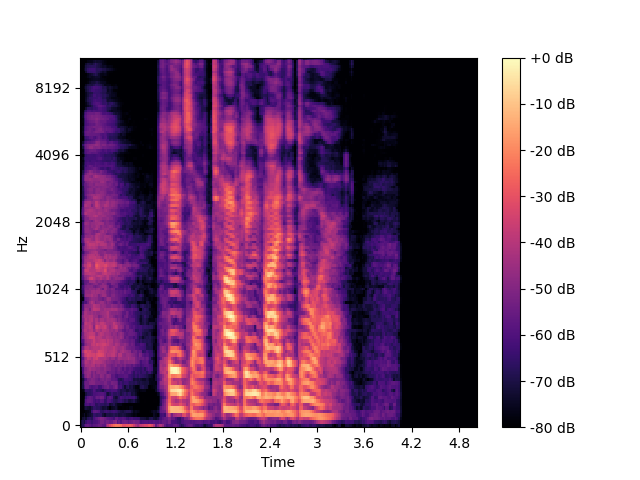 8192
4096
2048
1024
512
0
Hz
0 0.6 1.2 1.8 2.4 3 3.6 4.2 4.8
Time
+0 dB
-10 dB
-20 dB
-30 dB
-40 dB
-50 dB
-60 dB
-70 dB
-80 dB